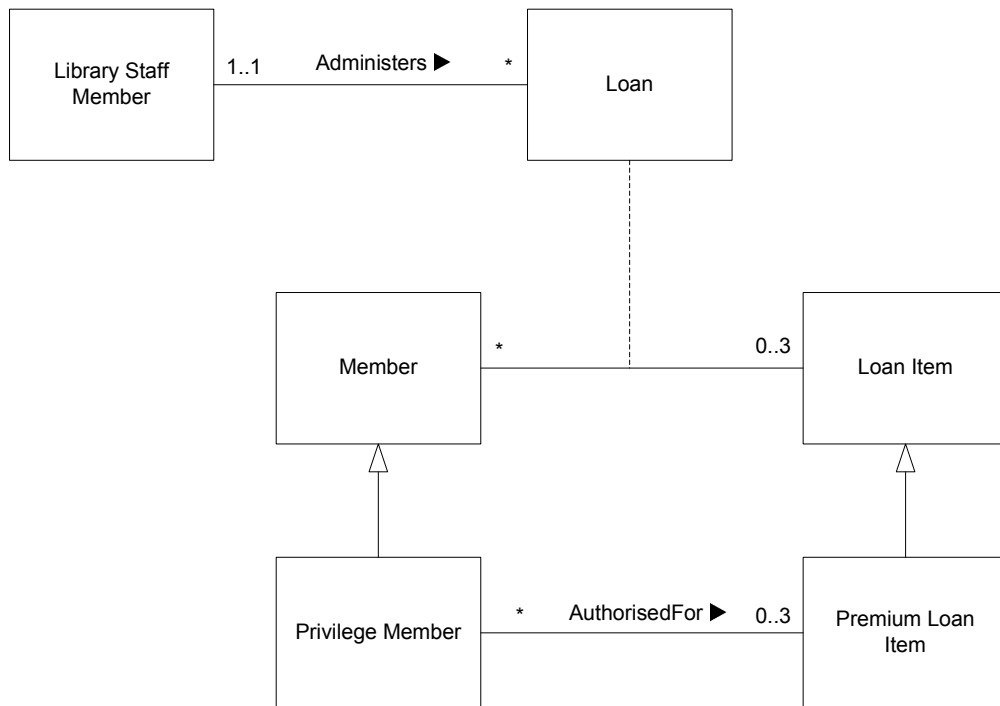 Library Staff
Member
1..1
Administers ►
*
Loan
Member
*
0..3
Loan Item
Privilege Member
*
AuthorisedFor ►
0..3
Premium Loan
Item